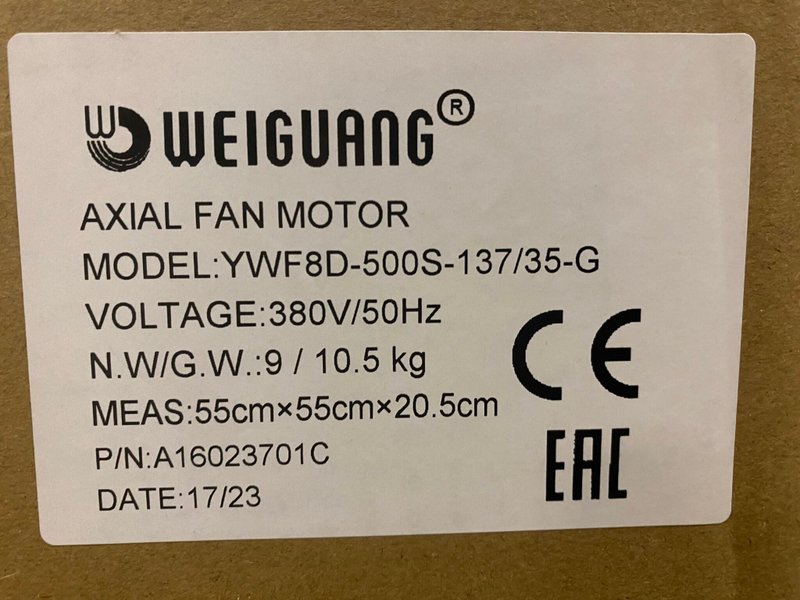 WEIGUANG®
AXIAL FAN MOTOR
MODEL:YWF8D-500S-137/35-G
VOLTAGE:380V/50Hz
N.W/G.W.:9 / 10.5 kg
MEAS:55cm×55cm×20.5cm
P/N:A16023701C
DATE:17/23
CE
EAC